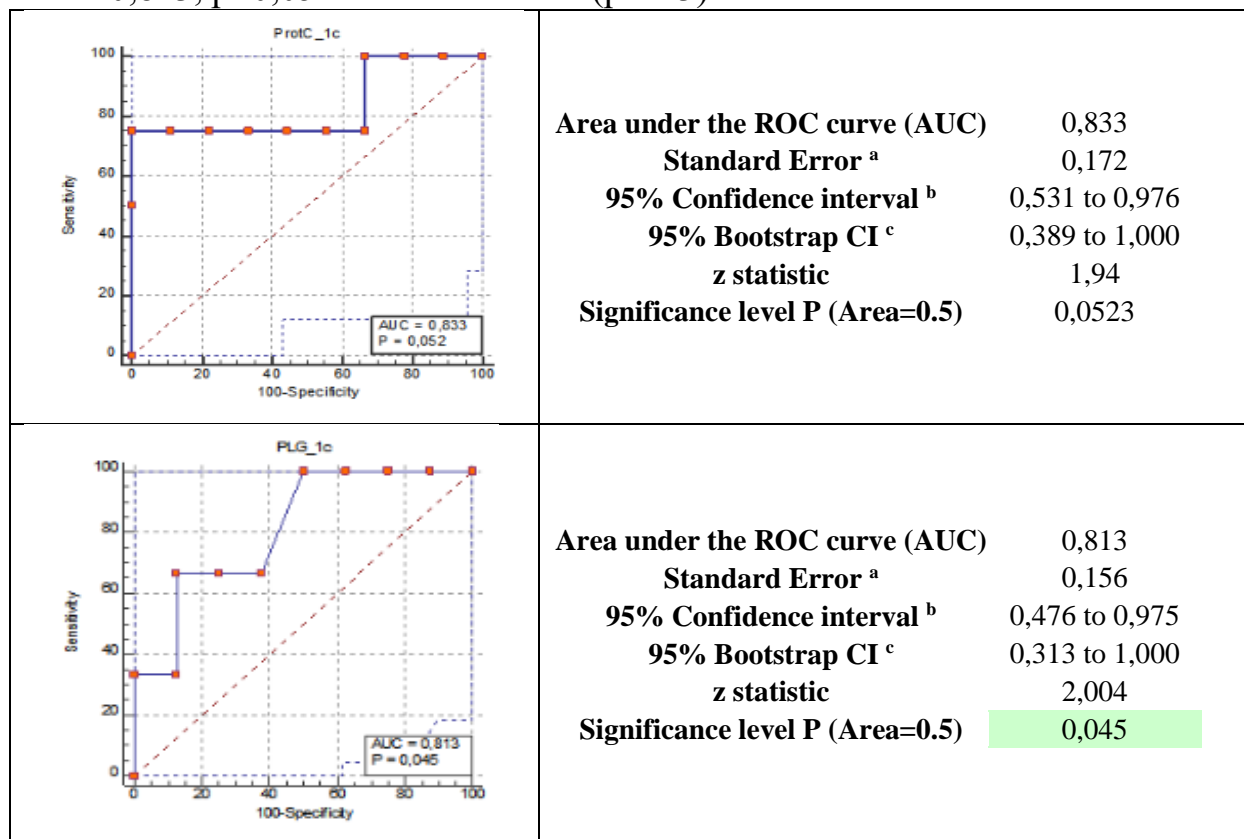 ProtC_1c
100
80
60
40
20
0
Sensitivity
0 20 40 60 80 100
100-Specificity
AUC = 0,833
P = 0,052
Area under the ROC curve (AUC) 0,833
Standard Error ᵃ 0,172
95% Confidence interval ᵇ 0,531 to 0,976
95% Bootstrap CI ᶜ 0,389 to 1,000
z statistic 1,94
Significance level P (Area=0.5) 0,0523
PLG_1c
100
80
60
40
20
0
Sensitivity
0 20 40 60 80 100
100-Specificity
AUC = 0,813
P = 0,045
Area under the ROC curve (AUC) 0,813
Standard Error ᵃ 0,156
95% Confidence interval ᵇ 0,476 to 0,975
95% Bootstrap CI ᶜ 0,313 to 1,000
z statistic 2,004
Significance level P (Area=0.5) 0,045